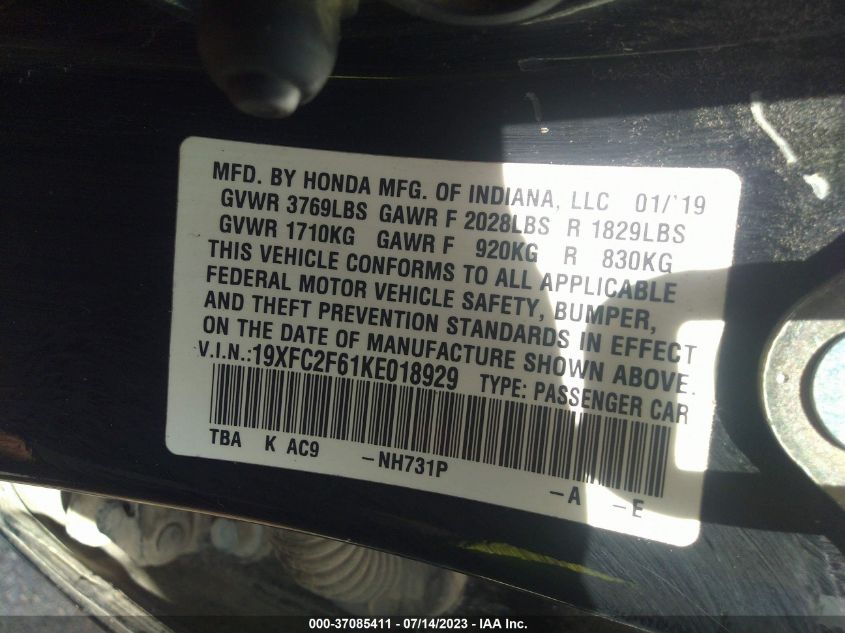 MFD. BY HONDA MFG. OF INDIANA, LLC 01/'19
GVWR 3769LBS GAWR F 2028LBS R 1829LBS
GVWR 1710KG GAWR F 920KG R 830KG
THIS VEHICLE CONFORMS TO ALL APPLICABLE
FEDERAL MOTOR VEHICLE SAFETY, BUMPER,
AND THEFT PREVENTION STANDARDS IN EFFECT
ON THE DATE OF MANUFACTURE SHOWN ABOVE.
V.I.N.:19XFC2F61KE018929 TYPE: PASSENGER CAR
TBA K AC9 -NH731P -A -E
000-37085411 - 07/14/2023 - IAA Inc.